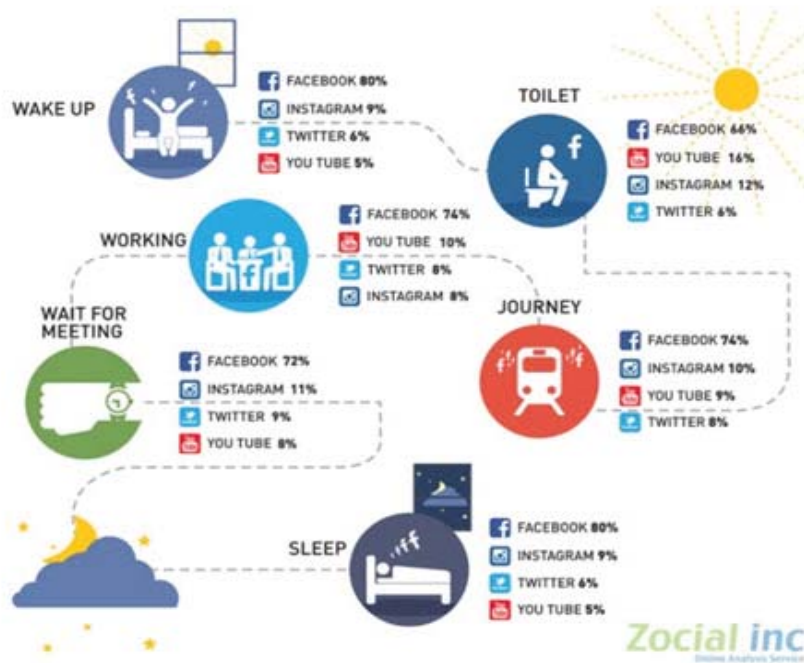 WAKE UP
FACEBOOK 80%
INSTAGRAM 9%
TWITTER 6%
YOU TUBE 5%
TOILET
FACEBOOK 66%
YOU TUBE 16%
INSTAGRAM 12%
TWITTER 6%
WORKING
FACEBOOK 74%
YOU TUBE 10%
TWITTER 8%
INSTAGRAM 8%
JOURNEY
FACEBOOK 74%
INSTAGRAM 10%
YOU TUBE 9%
TWITTER 8%
WAIT FOR
MEETING
FACEBOOK 72%
INSTAGRAM 11%
TWITTER 9%
YOU TUBE 8%
SLEEP
FACEBOOK 80%
INSTAGRAM 9%
TWITTER 6%
YOU TUBE 5%
Zocial inc
Online Analysis Service